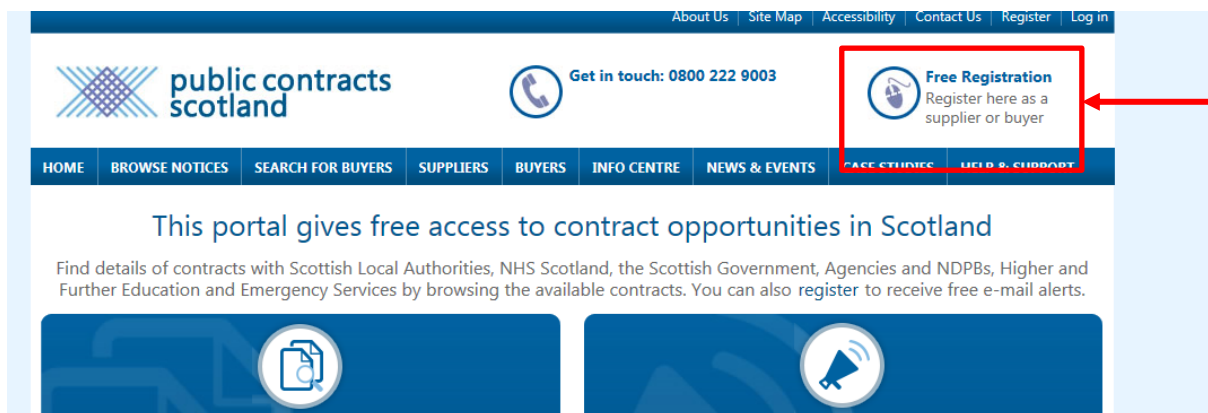 About Us | Site Map | Accessibility | Contact Us | Register | Log in
public contracts
scotland
Get in touch: 0800 222 9003
Free Registration
Register here as a
supplier or buyer
HOME BROWSE NOTICES SEARCH FOR BUYERS SUPPLIERS BUYERS INFO CENTRE NEWS & EVENTS CASE STUDIES HELP & SUPPORT
This portal gives free access to contract opportunities in Scotland
Find details of contracts with Scottish Local Authorities, NHS Scotland, the Scottish Government, Agencies and NDPBs, Higher and
Further Education and Emergency Services by browsing the available contracts. You can also register to receive free e-mail alerts.